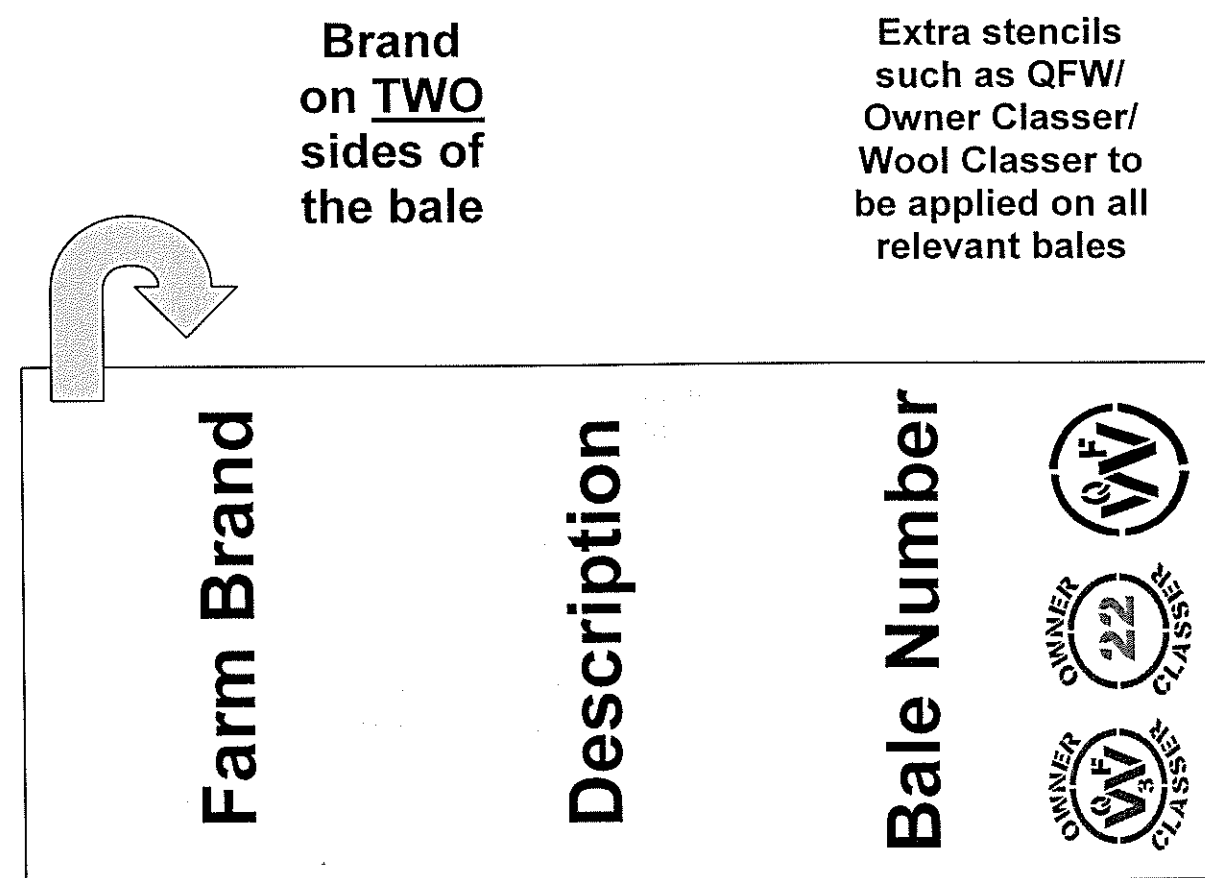 Brand
on TWO
sides of
the bale
Extra stencils
such as QFW/
Owner Classer/
Wool Classer to
be applied on all
relevant bales
Farm Brand
Description
Bale Number
QFW
OWNER
22
CLASSER
OWNER
QFW
3
CLASSER